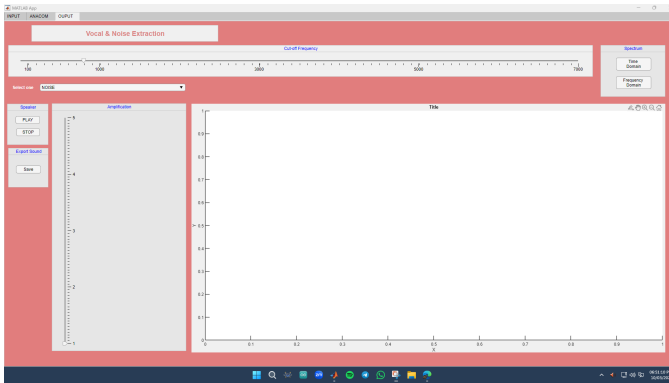 MATLAB App
INPUT ANACOM OUPUT
Vocal & Noise Extraction
Cut-off Frequency
100 1000 3000 5000 7000
Spectrum
Time
Domain
Frequency
Domain
NOISE
Speaker
PLAY
STOP
Export Sound
Save
Amplification
5
4
3
2
1
Title
1
0.9
0.8
0.7
0.6
Y
0.5
0.4
0.3
0.2
0.1
0
0 0.1 0.2 0.3 0.4 0.5 0.6 0.7 0.8 0.9 1
X